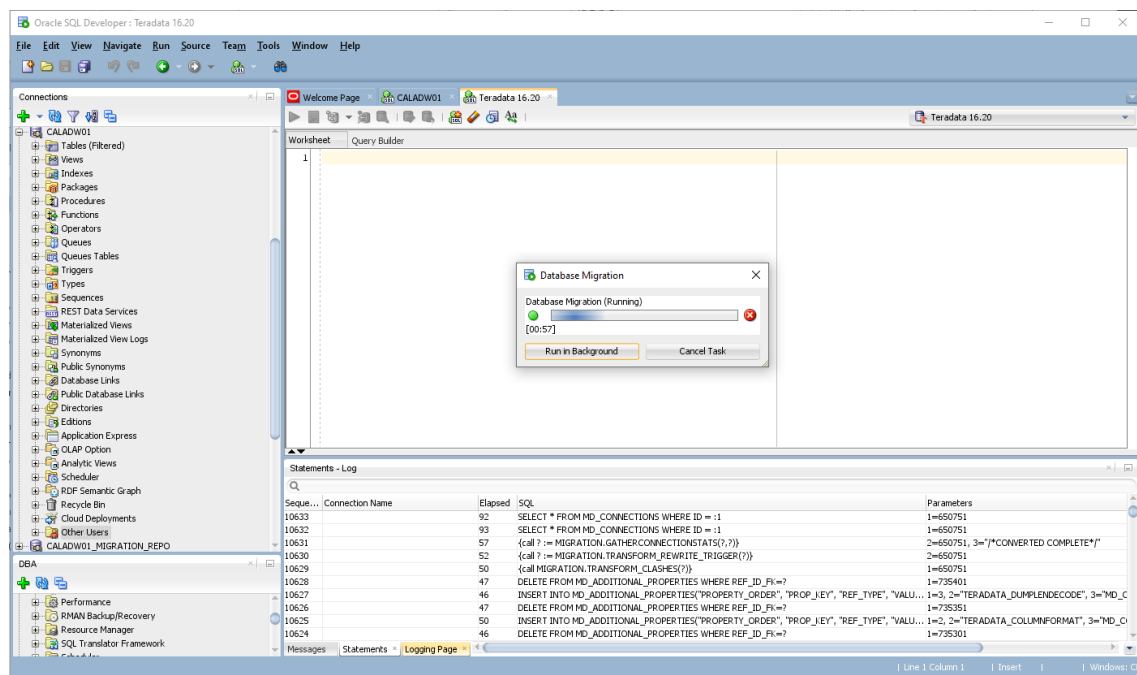 Oracle SQL Developer : Teradata 16.20
File Edit View Navigate Run Source Team Tools Window Help
Connections
CALADW01
Tables (Filtered)
Views
Indexes
Packages
Procedures
Functions
Operators
Queues
Queues Tables
Triggers
Types
Sequences
REST Data Services
Materialized Views
Materialized View Logs
Synonyms
Public Synonyms
Database Links
Public Database Links
Directories
Editions
Application Express
OLAP Option
Analytic Views
Scheduler
RDF Semantic Graph
Recycle Bin
Cloud Deployments
Other Users
CALADW01_MIGRATION_REPO
DBA
Performance
RMAN Backup/Recovery
Resource Manager
SQL Translator Framework
Welcome Page CALADW01 Teradata 16.20
Teradata 16.20
Worksheet Query Builder
1
Database Migration
Database Migration (Running)
[00:57]
Run in Background Cancel Task
Statements - Log
Seque... Connection Name Elapsed SQL Parameters
10633 92 SELECT * FROM MD_CONNECTIONS WHERE ID = :1 1=650751
10632 93 SELECT * FROM MD_CONNECTIONS WHERE ID = :1 1=650751
10631 57 {call ? := MIGRATION.GATHERCONNECTIONSTATS(?,?)} 2=650751, 3="/*CONVERTED COMPLETE*/"
10630 52 {call ? := MIGRATION.TRANSFORM_REWRITE_TRIGGER(?)} 2=650751
10629 50 {call MIGRATION.TRANSFORM_CLASHES(?)} 1=650751
10628 47 DELETE FROM MD_ADDITIONAL_PROPERTIES WHERE REF_ID_FK=? 1=735401
10627 46 INSERT INTO MD_ADDITIONAL_PROPERTIES("PROPERTY_ORDER", "PROP_KEY", "REF_TYPE", "VALU... 1=3, 2="TERADATA_DUMPLENDECODE", 3="MD_C
10626 47 DELETE FROM MD_ADDITIONAL_PROPERTIES WHERE REF_ID_FK=? 1=735351
10625 50 INSERT INTO MD_ADDITIONAL_PROPERTIES("PROPERTY_ORDER", "PROP_KEY", "REF_TYPE", "VALU... 1=2, 2="TERADATA_COLUMNFORMAT", 3="MD_C
10624 46 DELETE FROM MD_ADDITIONAL_PROPERTIES WHERE REF_ID_FK=? 1=735301
Messages Statements Logging Page
Line 1 Column 1 Insert Windows: C